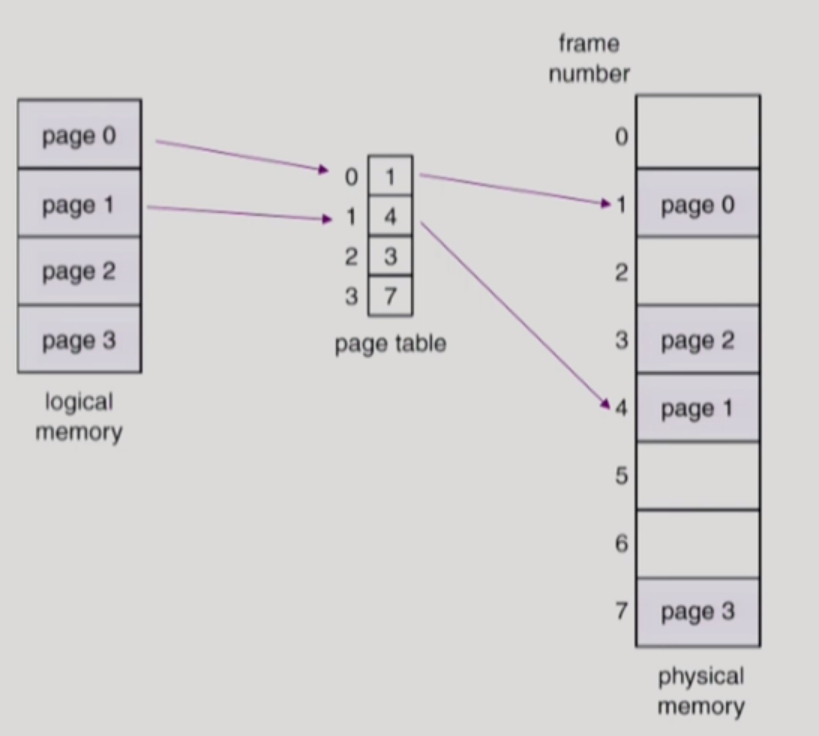 page 0
page 1
page 2
page 3
logical
memory
0 1
1 4
2 3
3 7
page table
frame
number
0
1 page 0
2
3 page 2
4 page 1
5
6
7 page 3
physical
memory